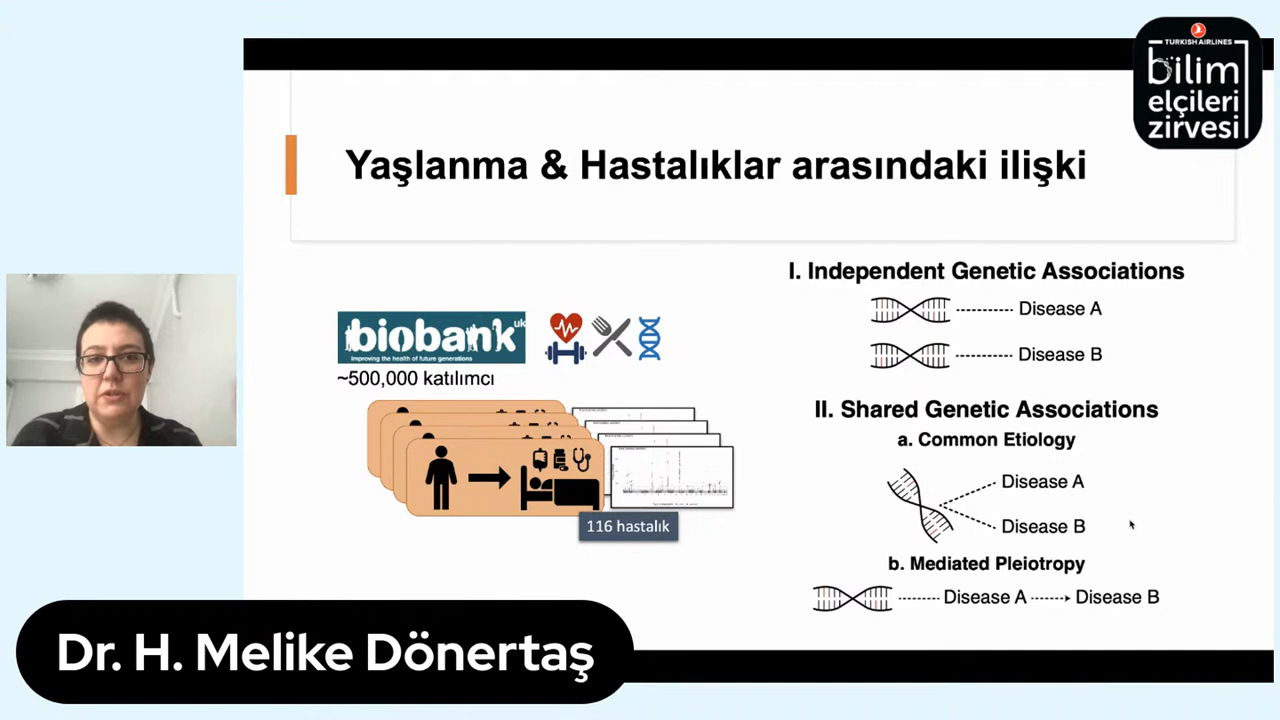 TURKISH AIRLINES
bilim
elçileri
zirvesi
Yaşlanma & Hastalıklar arasındaki ilişki
biobank uk
Improving the health of future generations
~500,000 katılımcı
116 hastalık
I. Independent Genetic Associations
Disease A
Disease B
II. Shared Genetic Associations
a. Common Etiology
Disease A
Disease B
b. Mediated Pleiotropy
Disease A
Disease B
Dr. H. Melike Dönertaş